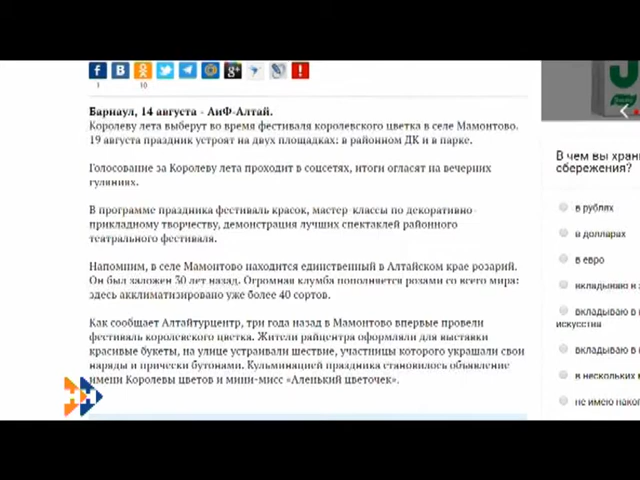 1
10
Барнаул, 14 августа - АиФ-Алтай.
Королеву лета выберут во время фестиваля королевского цветка в селе Мамонтово.
19 августа праздник устроят на двух площадках: в районном ДК и в парке.
Голосование за Королеву лета проходит в соцсетях, итоги огласят на вечерних
гуляниях.
В программе праздника фестиваль красок, мастер-классы по декоративно-
прикладному творчеству, демонстрация лучших спектаклей районного
театрального фестиваля.
Напомним, в селе Мамонтово находится единственный в Алтайском крае розарий.
Он был заложен 30 лет назад. Огромная клумба пополняется розами со всего мира:
здесь акклиматизировано уже более 40 сортов.
Как сообщает Алтайтурцентр, три года назад в Мамонтово впервые провели
фестиваль королевского цветка. Жители райцентра оформляли для выставки
красивые букеты, на улице устраивали шествие, участницы которого украшали свои
наряды и прически бутонами. Кульминацией праздника становилось объявление
имени Королевы цветов и мини-мисс «Аленький цветочек».
В чем вы хран
сбережения?
в рублях
в долларах
в евро
вкладываю в з
вкладываю в п
искусства
вкладываю в
в нескольких м
не имею накоп